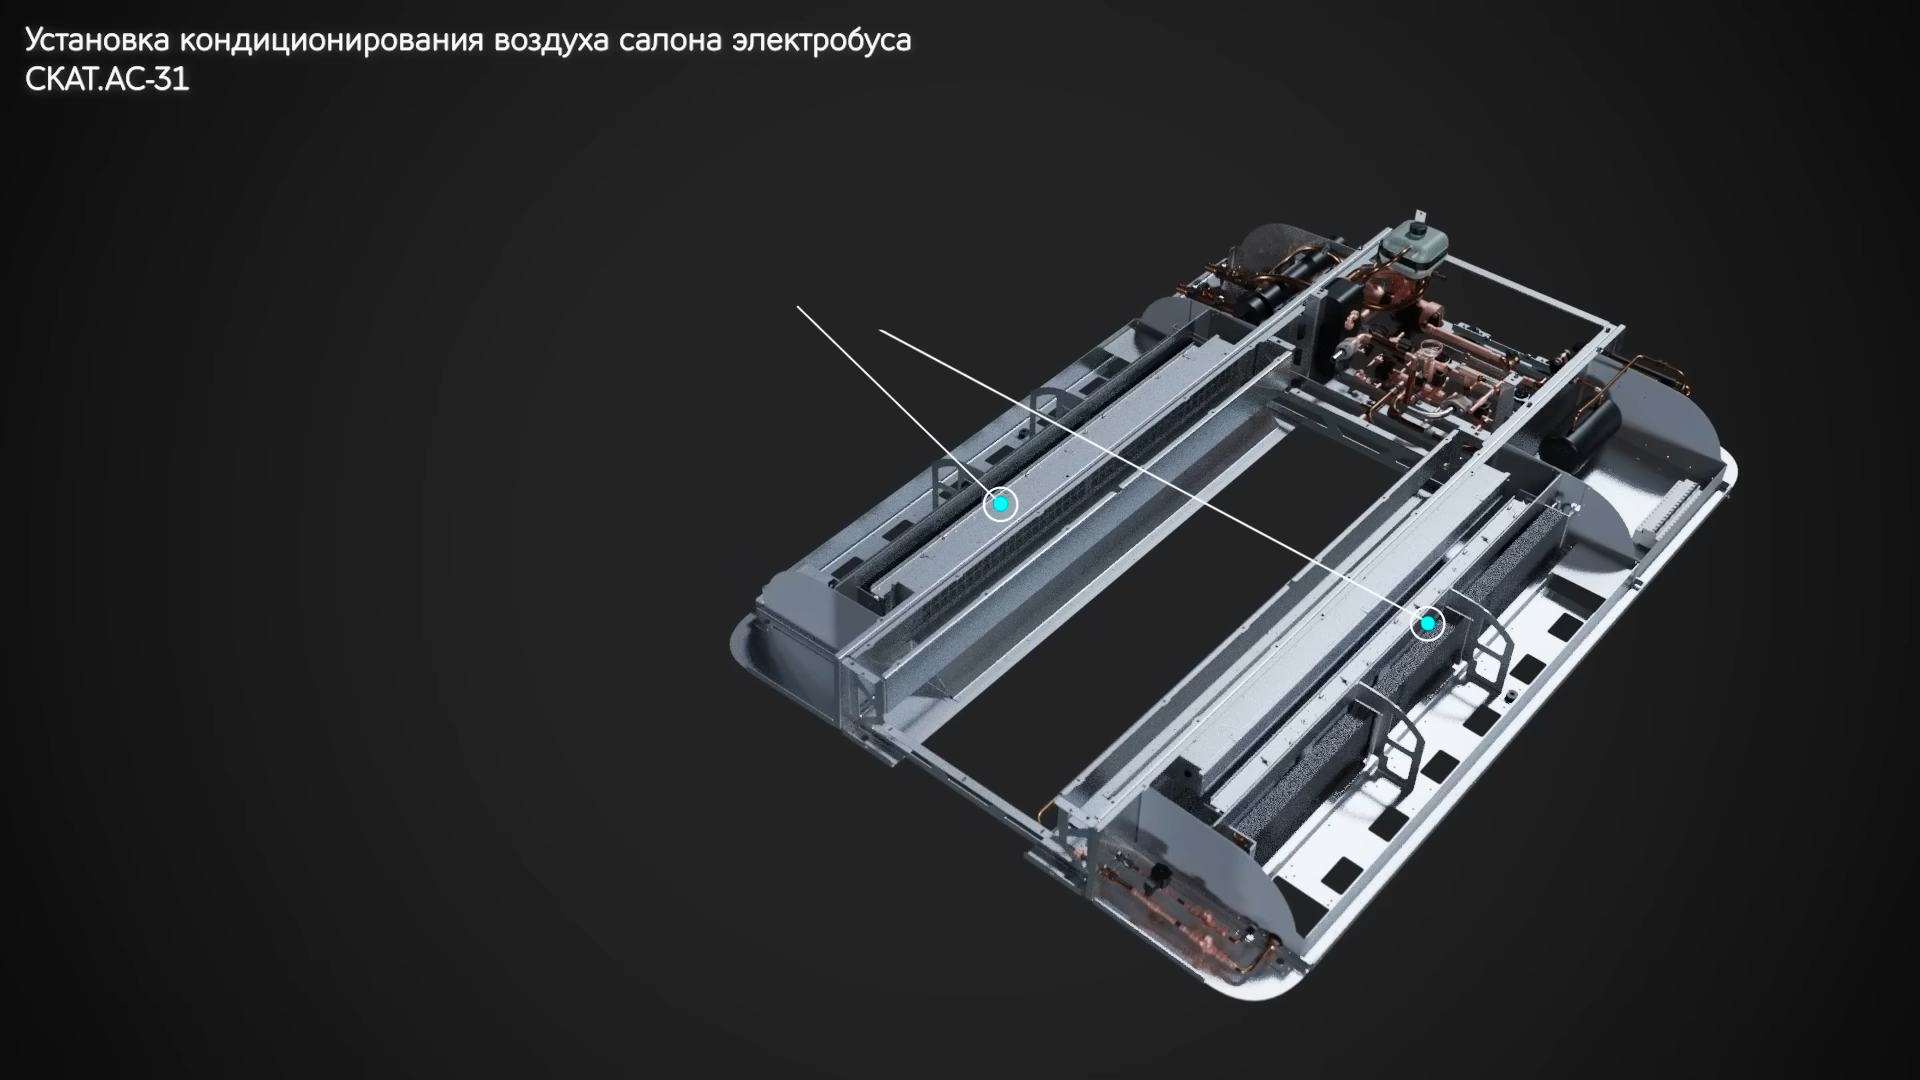 Установка кондиционирования воздуха салона электробуса
СКАТ.АС-31